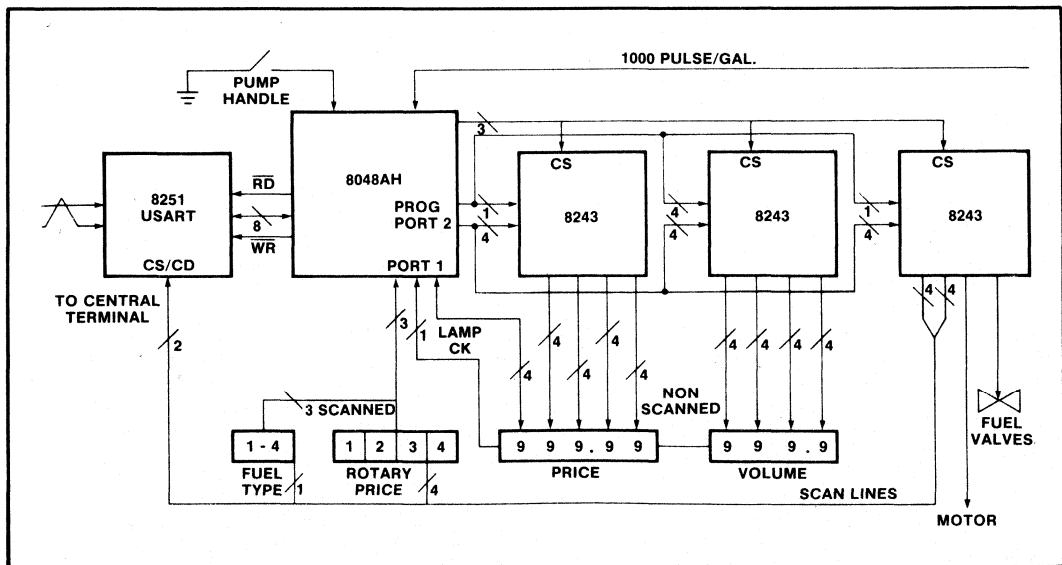 1000 PULSE/GAL.
PUMP
HANDLE
3
8251
USART
RD
8
WR
CS/CD
8048AH
PROG
PORT 2
PORT 1
1
4
CS
8243
4
4
CS
8243
1
4
CS
8243
TO CENTRAL
TERMINAL
2
3
1
LAMP
CK
4
4
4
4
4
4
4
4
4
4
4
NON
SCANNED
3 SCANNED
1 - 4
FUEL
TYPE
1
1 2 3 4
ROTARY
PRICE
4
9 9 9 . 9 9
PRICE
9 9 9 . 9
VOLUME
SCAN LINES
FUEL
VALVES
MOTOR